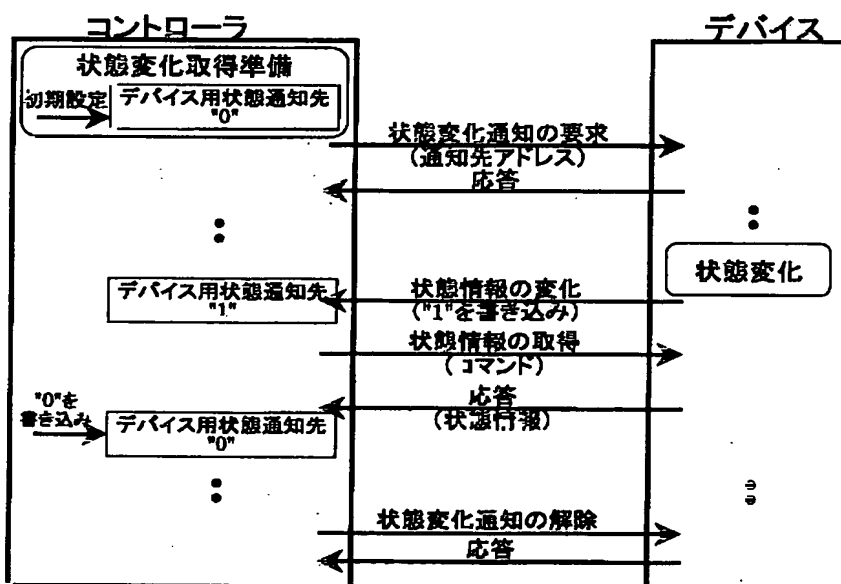 コントローラ
デバイス
状態変化取得準備
初期設定
デバイス用状態通知先
"0"
状態変化通知の要求
(通知先アドレス)
応答
状態変化
デバイス用状態通知先
"1"
状態情報の変化
("1"を書き込み)
状態情報の取得
(コマンド)
"0"を
書き込み
応答
(状態情報)
デバイス用状態通知先
"0"
状態変化通知の解除
応答